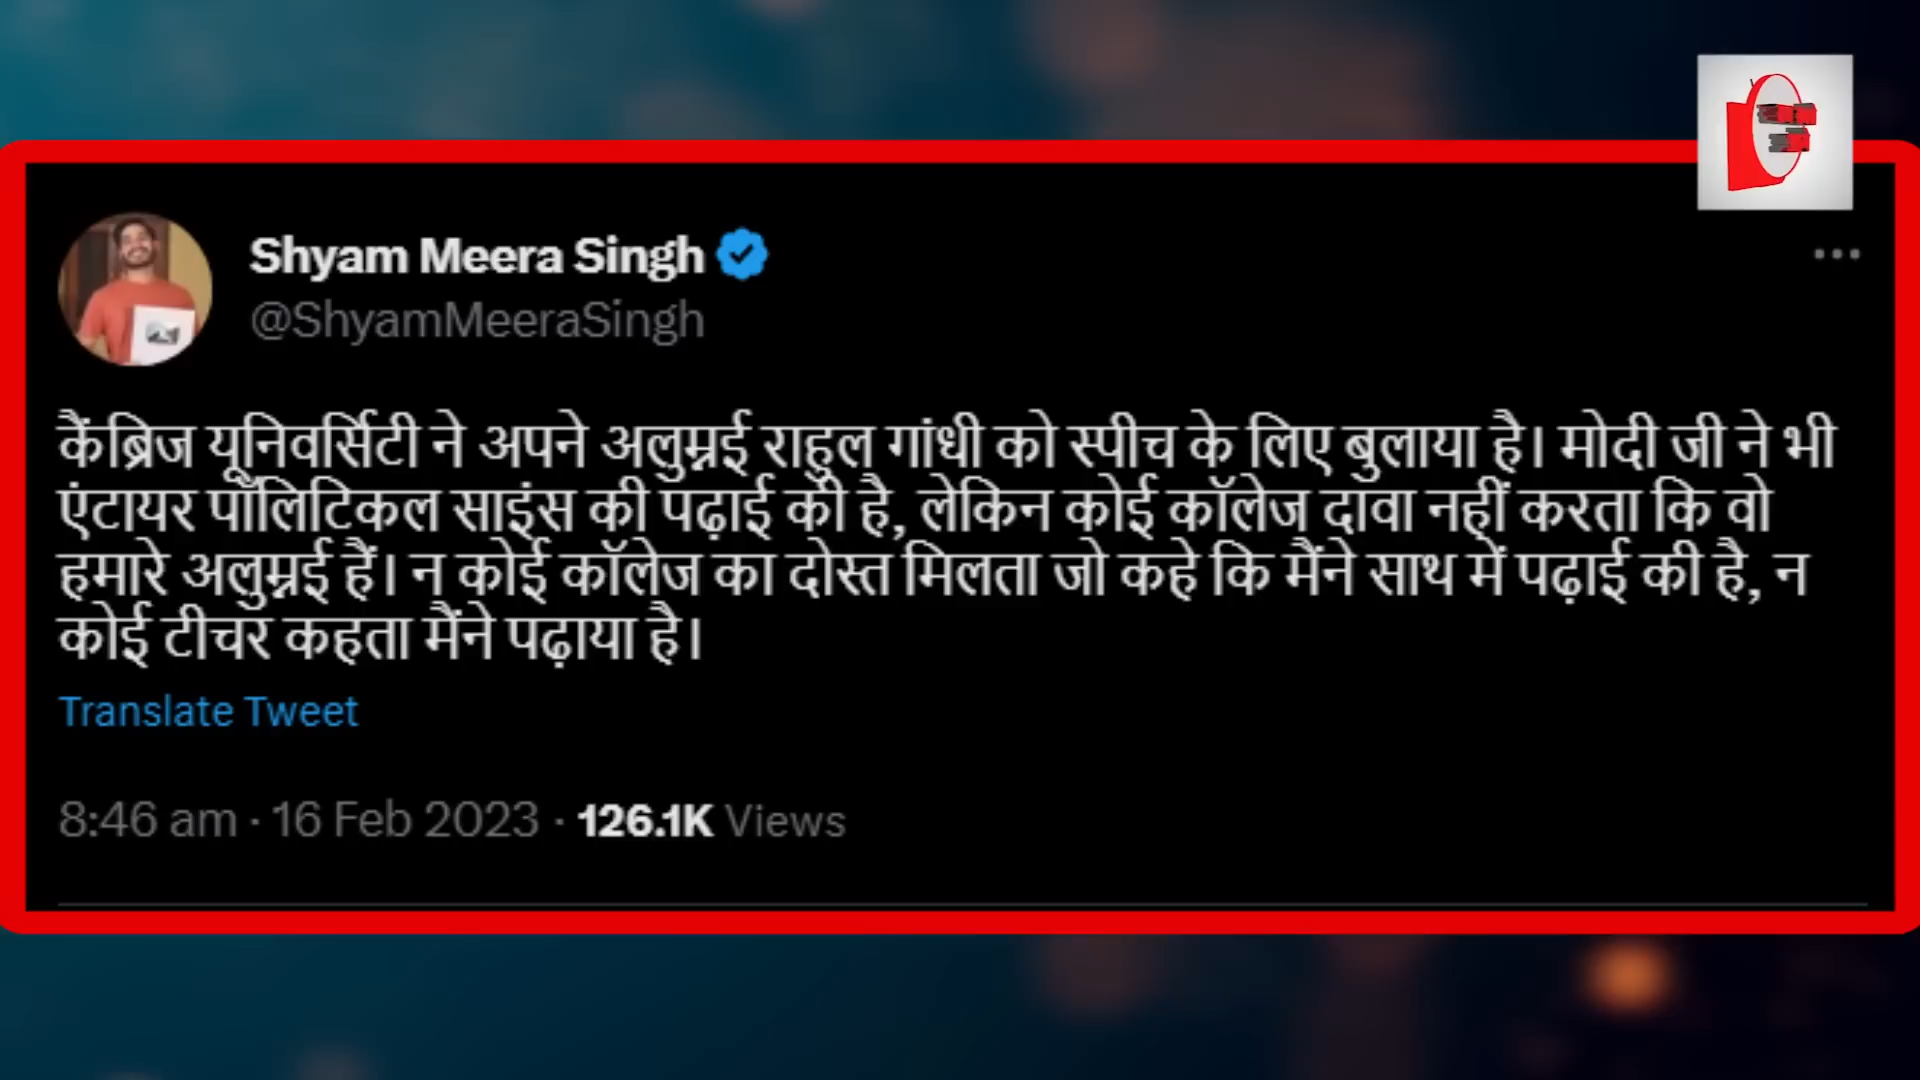 Shyam Meera Singh
@ShyamMeeraSingh
कैंब्रिज यूनिवर्सिटी ने अपने अलुम्नई राहुल गांधी को स्पीच के लिए बुलाया है। मोदी जी ने भी
एंटायर पॉलिटिकल साइंस की पढ़ाई की है, लेकिन कोई कॉलेज दावा नहीं करता कि वो
हमारे अलुम्नई हैं। न कोई कॉलेज का दोस्त मिलता जो कहे कि मैंने साथ में पढ़ाई की है, न
कोई टीचर कहता मैंने पढ़ाया है।
Translate Tweet
8:46 am · 16 Feb 2023 · 126.1K Views